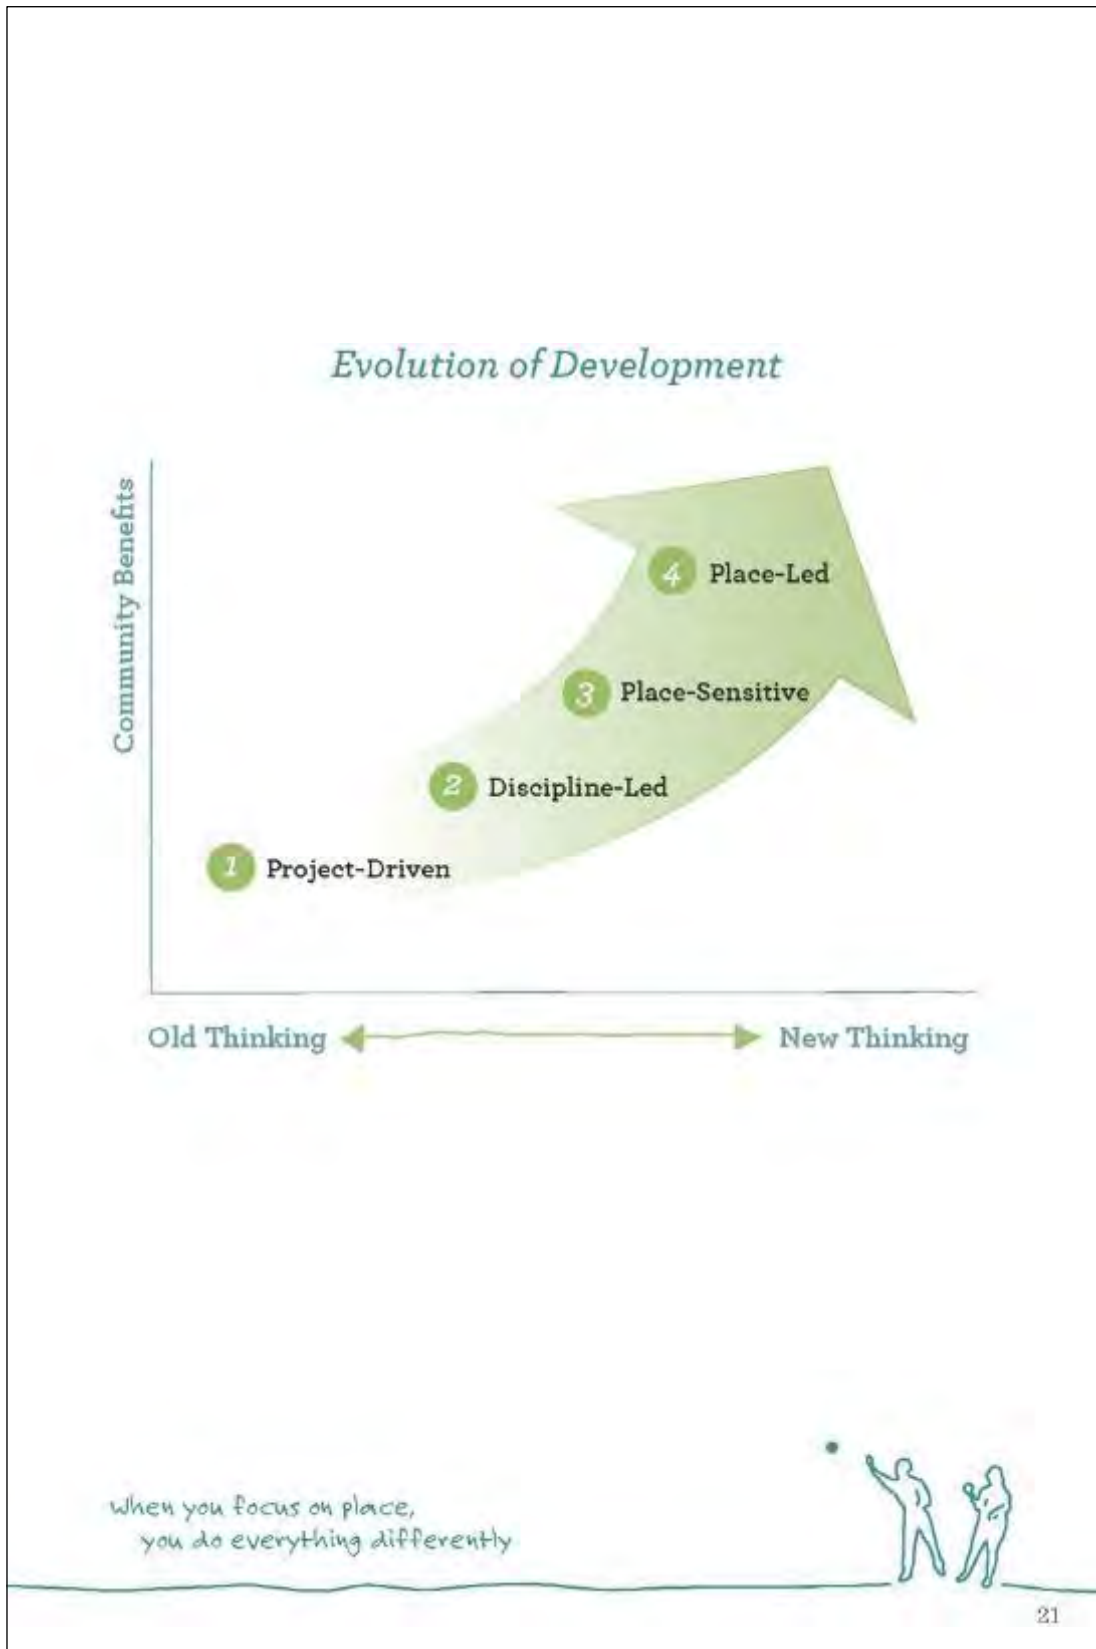 Evolution of Development
Community Benefits
4 Place-Led
3 Place-Sensitive
2 Discipline-Led
1 Project-Driven
Old Thinking
New Thinking
When you focus on place,
you do everything differently
21